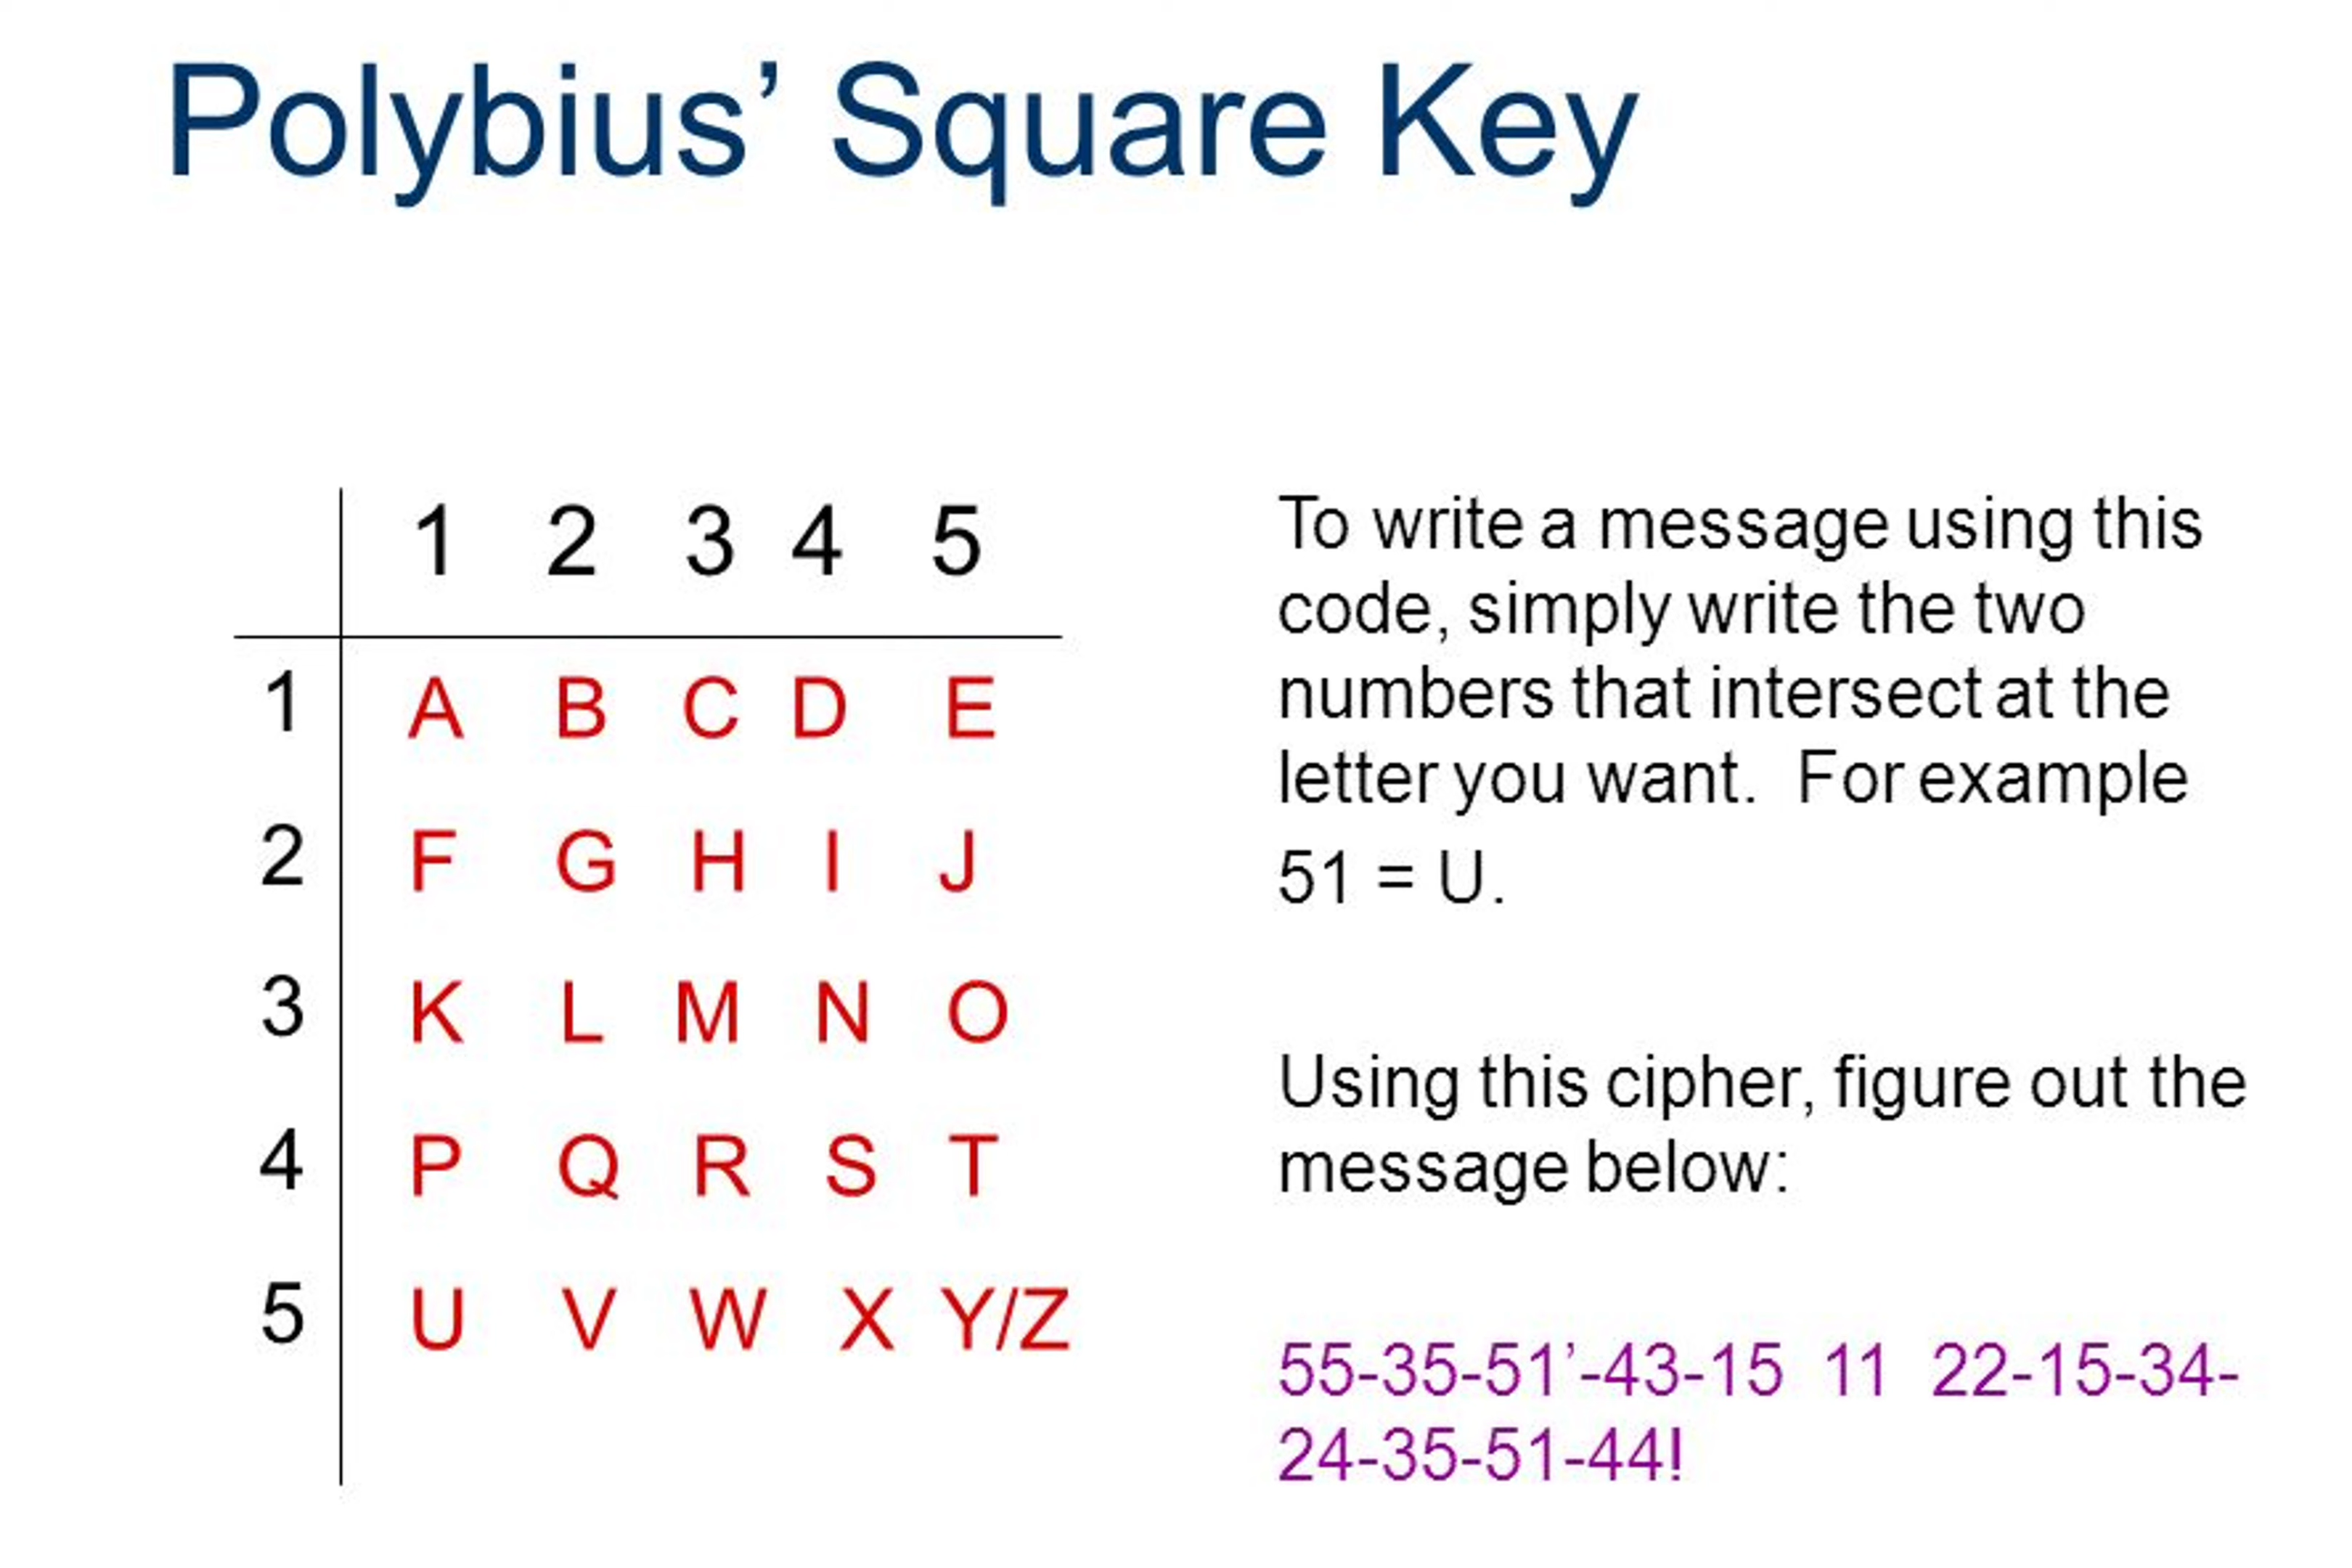 Polybius’ Square Key
1 2 3 4 5
1 A B C D E
2 F G H I J
3 K L M N O
4 P Q R S T
5 U V W X Y/Z
To write a message using this
code, simply write the two
numbers that intersect at the
letter you want.  For example
51 = U.
Using this cipher, figure out the
message below:
55-35-51’-43-15  11  22-15-34-
24-35-51-44!